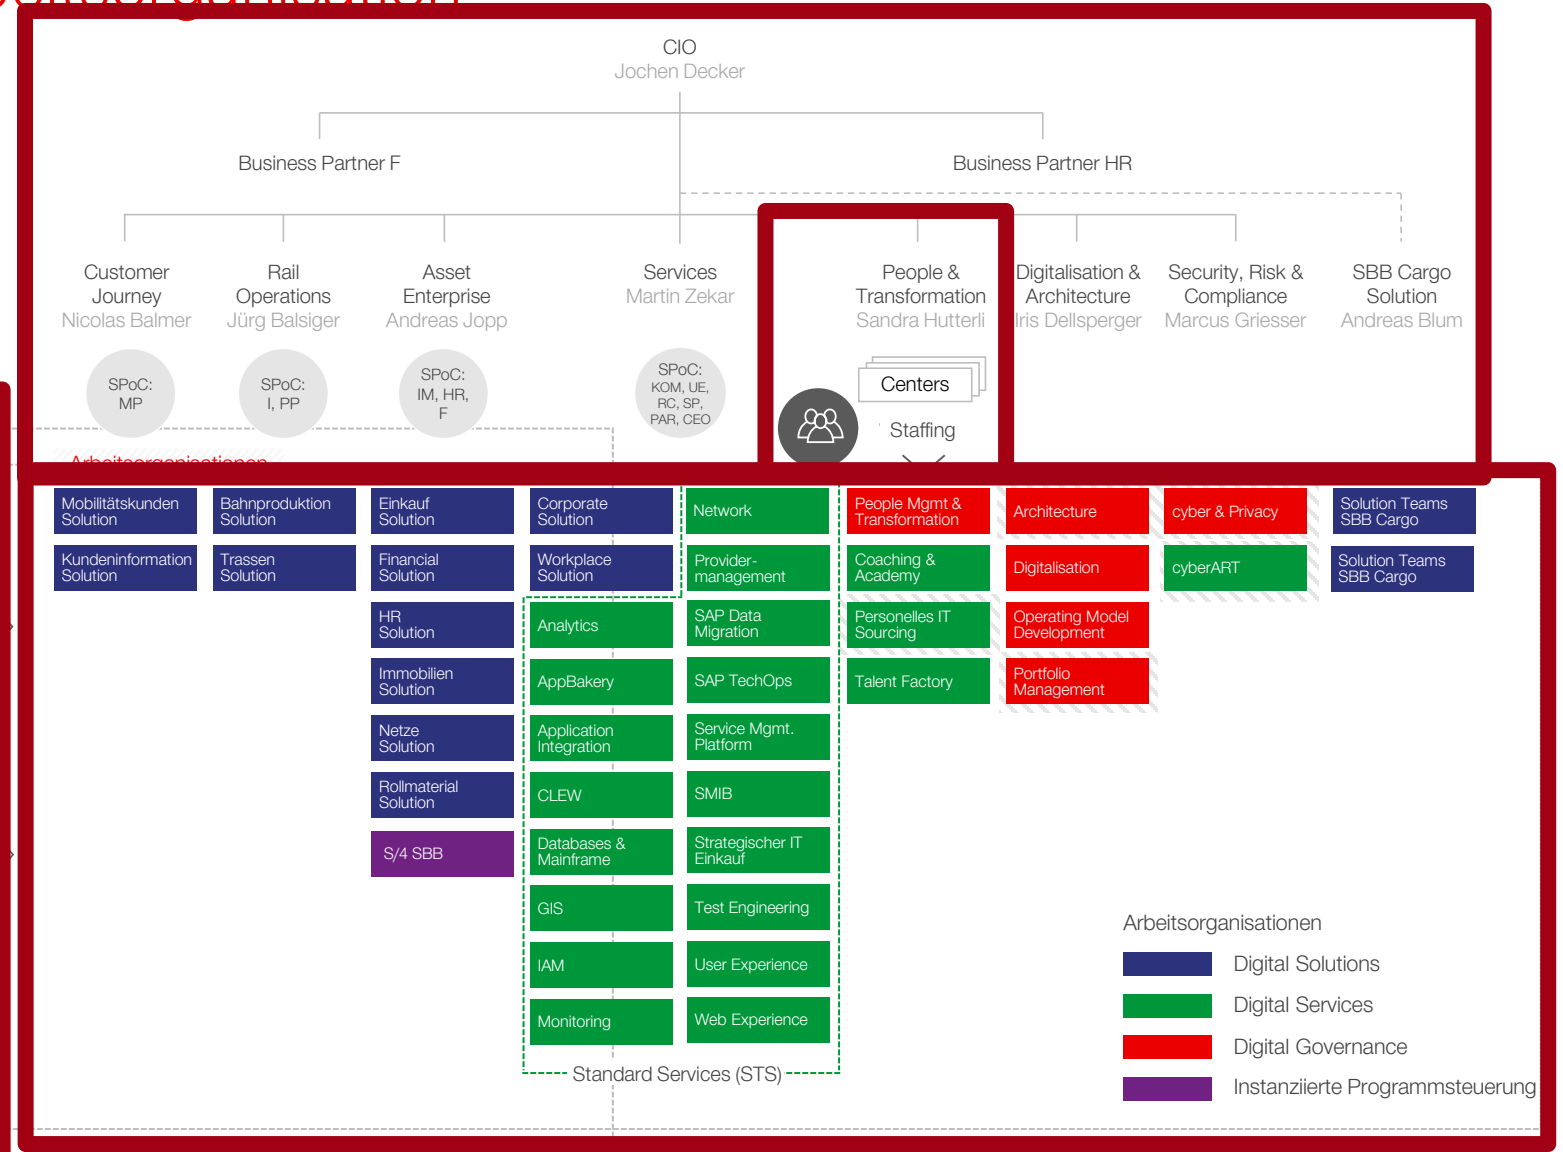 CIO
Jochen Decker
Business Partner F
Business Partner HR
Customer
Journey
Nicolas Balmer
Rail
Operations
Jürg Balsiger
Asset
Enterprise
Andreas Jopp
Services
Martin Zekar
People &
Transformation
Sandra Hutterli
Digitalisation &
Architecture
Iris Dellsperger
Security, Risk &
Compliance
Marcus Griesser
SBB Cargo
Solution
Andreas Blum
SPoC:
MP
SPoC:
I, PP
SPoC:
IM, HR,
F
SPoC:
KOM, UE,
RC, SP,
PAR, CEO
Centers
Staffing
Arbeitsorganisationen
Mobilitätskunden
Solution
Kundeninformation
Solution
Bahnproduktion
Solution
Trassen
Solution
Einkauf
Solution
Financial
Solution
HR
Solution
Immobilien
Solution
Netze
Solution
Rollmaterial
Solution
S/4 SBB
Corporate
Solution
Workplace
Solution
Analytics
AppBakery
Application
Integration
CLEW
Databases &
Mainframe
GIS
IAM
Monitoring
Network
Provider-
management
SAP Data
Migration
SAP TechOps
Service Mgmt.
Platform
SMIB
Strategischer IT
Einkauf
Test Engineering
User Experience
Web Experience
Standard Services (STS)
People Mgmt &
Transformation
Coaching &
Academy
Personelles IT
Sourcing
Talent Factory
Architecture
Digitalisation
Operating Model
Development
Portfolio
Management
cyber & Privacy
cyberART
Solution Teams
SBB Cargo
Solution Teams
SBB Cargo
Arbeitsorganisationen
Digital Solutions
Digital Services
Digital Governance
Instanziierte Programmsteuerung